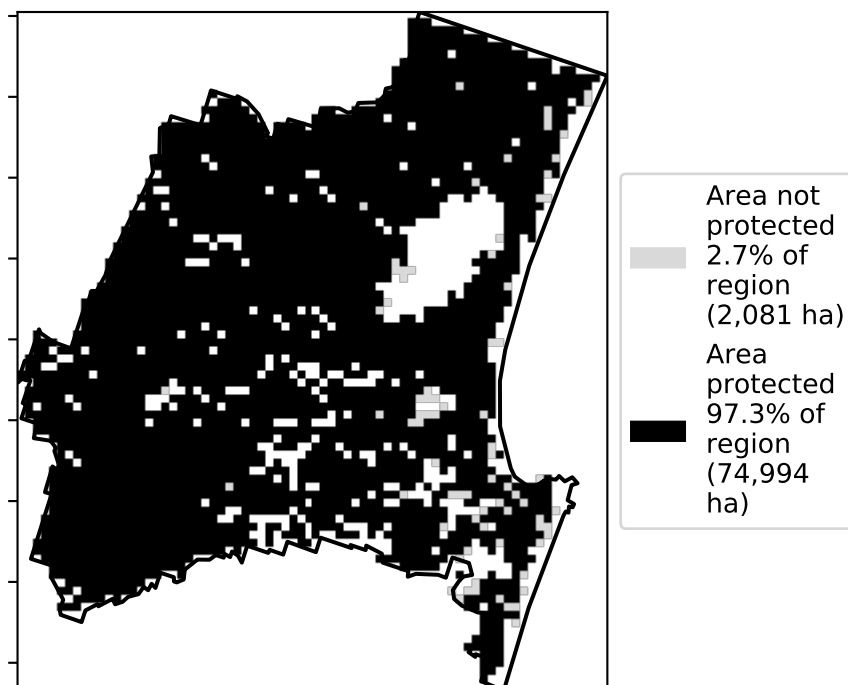 Area not
protected
2.7% of
region
(2,081 ha)
Area
protected
97.3% of
region
(74,994
ha)